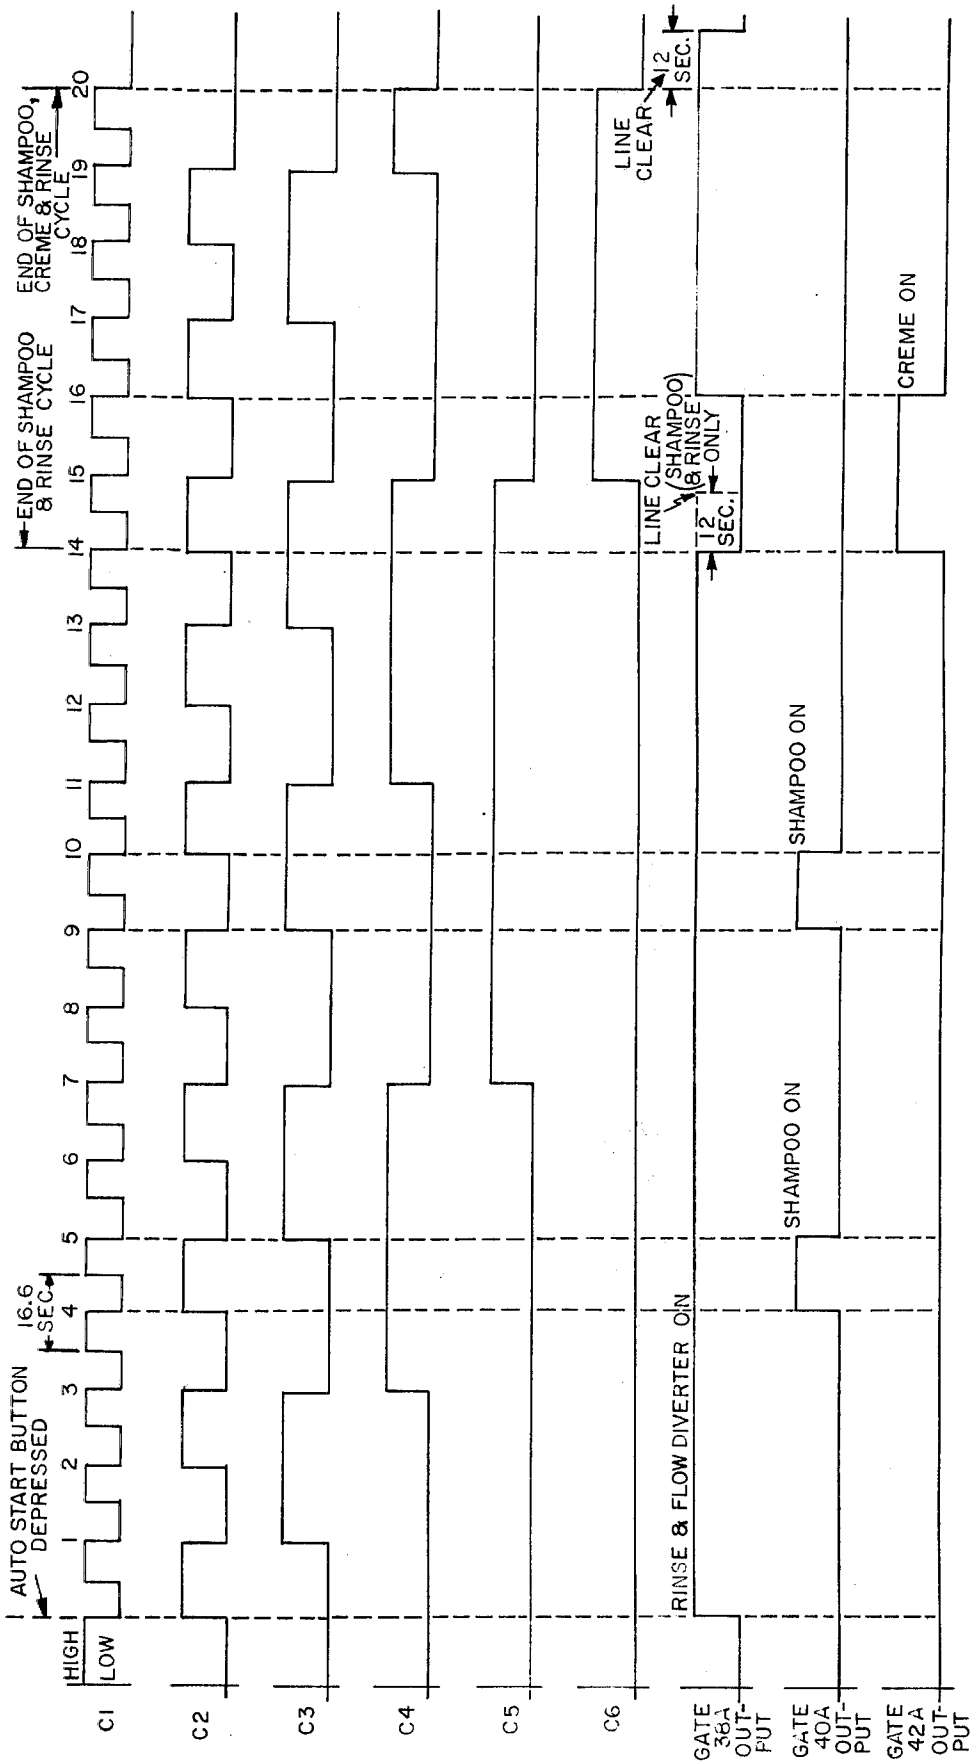 AUTO START BUTTON
DEPRESSED
16.6
SEC.
END OF SHAMPOO
& RINSE CYCLE
END OF SHAMPOO,
CREME & RINSE
CYCLE
HIGH
LOW
1 2 3 4 5 6 7 8 9 10 11 12 13 14 15 16 17 18 19 20
C1
C2
C3
C4
C5
C6
LINE CLEAR
(SHAMPOO
& RINSE
ONLY)
12
SEC.
LINE
CLEAR
12
SEC.
RINSE & FLOW DIVERTER ON
GATE
38A
OUT-
PUT
SHAMPOO ON
SHAMPOO ON
GATE
40A
OUT-
PUT
CREME ON
GATE
42A
OUT-
PUT